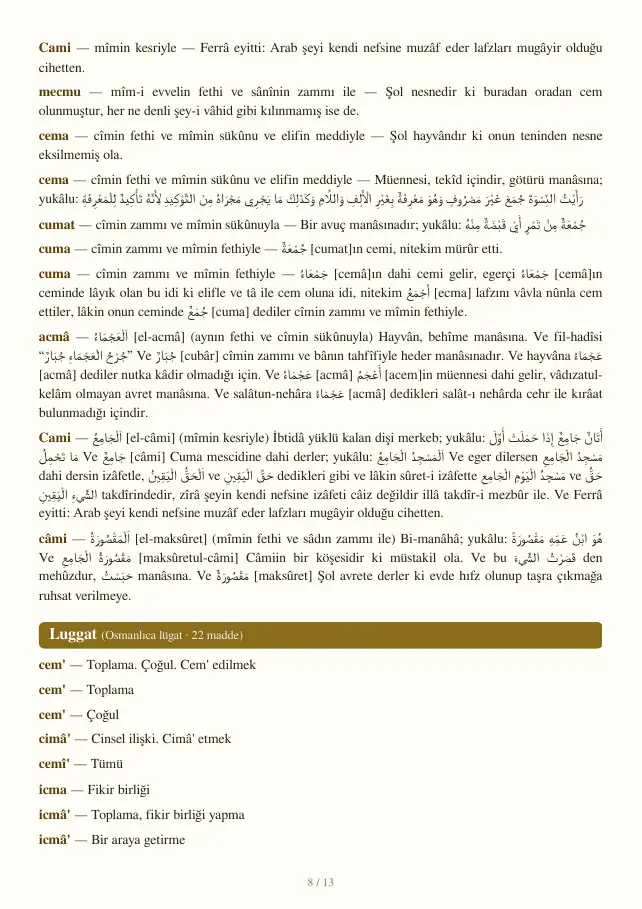 Cami — mîmin kesriyle — Ferrâ eyitti: Arab şeyi kendi nefsine muzâf eder lafzları mugâyir olduğu
cihetten.
mecmu — mîm-i evvelin fethi ve sânînin zammı ile — Şol nesnedir ki buradan oradan cem
olunmuştur, her ne denli şey-i vâhid gibi kılınmamış ise de.
cema — cîmin fethi ve mîmin sükûnu ve elifin meddiyle — Şol hayvândır ki onun teninden nesne
eksilmemiş ola.
cema — cîmin fethi ve mîmin sükûnu ve elifin meddiyle — Müennesi, tekîd içindir, götürü manâsına;
yukâlu: رَأَيْتُ النِّسْوَةَ جُمَعَ غَيْرَ مَصْرُوفٍ وَهُوَ مَعْرِفَةٌ بِغَيْرِ الْأَلِفِ وَاللَّامِ وَكَذَلِكَ مَا يَجْرِي مَجْرَاهُ مِنَ التَّوْكِيدِ لِأَنَّهُ تَأْكِيدٌ لِلْمَعْرِفَةِ
cumat — cîmin zammı ve mîmin sükûnuyla — Bir avuç manâsınadır; yukâlu: جُمْعَةٌ مِنْ تَمْرٍ أَيْ قَبْضَةٌ مِنْهُ
cuma — cîmin zammı ve mîmin fethiyle — جُمْعَةٌ [cumat]ın cemi, nitekim mürûr etti.
cuma — cîmin zammı ve mîmin fethiyle — جَمْعَاءُ [cemâ]ın dahi cemi gelir, egerçi جَمْعَاءُ [cemâ]ın
ceminde lâyık olan bu idi ki elifle ve tâ ile cem oluna idi, nitekim أَجْمَعُ [ecma] lafzını vâvla nûnla cem
ettiler, lâkin onun ceminde جُمَعٌ [cuma] dediler cîmin zammı ve mîmin fethiyle.
acmâ — اَلْعَجْمَاءُ [el-acmâ] (aynın fethi ve cîmin sükûnuyla) Hayvân, behîme manâsına. Ve fil-hadîsi
“جُرْحُ الْعَجْمَاءِ جُبَارٌ” Ve جُبَارٌ [cubâr] cîmin zammı ve bânın tahfîfiyle heder manâsınadır. Ve hayvâna عَجْمَاءُ
[acmâ] dediler nutka kâdir olmadığı için. Ve عَجْمَاءُ [acmâ] أَعْجَمُ [acem]in müennesi dahi gelir, vâdızatul-
kelâm olmayan avret manâsına. Ve salâtun-nehâra عَجْمَاءُ [acmâ] dedikleri salât-ı nehârda cehr ile kırâat
bulunmadığı içindir.
Cami — اَلْجَامِعُ [el-câmi] (mîmin kesriyle) İbtidâ yüklü kalan dişi merkeb; yukâlu: أَتَانٌ جَامِعٌ إِذَا حَمَلَتْ أَوَّلَ
مَا تَحْمِلُ Ve جَامِعٌ [câmi] Cuma mescidine dahi derler; yukâlu: اَلْمَسْجِدُ الْجَامِعُ Ve eger dilersen مَسْجِدُ الْجَامِعِ
dahi dersin izâfetle, اَلْحَقُّ الْيَقِينُ ve حَقُّ الْيَقِينِ dedikleri gibi ve lâkin sûret-i izâfette مَسْجِدُ الْيَوْمِ الْجَامِعِ ve حَقُّ
الشَّيْءِ الْيَقِينِ takdîrindedir, zîrâ şeyin kendi nefsine izâfeti câiz değildir illâ takdîr-i mezbûr ile. Ve Ferrâ
eyitti: Arab şeyi kendi nefsine muzâf eder lafzları mugâyir olduğu cihetten.
câmi — اَلْمَقْصُورَةُ [el-maksûret] (mîmin fethi ve sâdın zammı ile) Bi-manâhâ; yukâlu: هُوَ ابْنُ عَمِّهِ مَقْصُورَةً
Ve مَقْصُورَةُ الْجَامِعِ [maksûretul-câmi] Câmiin bir köşesidir ki müstakil ola. Ve bu قَصَرْتُ الشَّيْءَ den
mehûzdur, حَبَسْتُ manâsına. Ve مَقْصُورَةٌ [maksûret] Şol avrete derler ki evde hıfz olunup taşra çıkmağa
ruhsat verilmeye.
Luggat (Osmanlıca lügat · 22 madde)
cem' — Toplama. Çoğul. Cem' edilmek
cem' — Toplama
cem' — Çoğul
cimâ' — Cinsel ilişki. Cimâ' etmek
cemî' — Tümü
icma — Fikir birliği
icmâ' — Toplama, fikir birliği yapma
icmâ' — Bir araya getirme
8 / 13